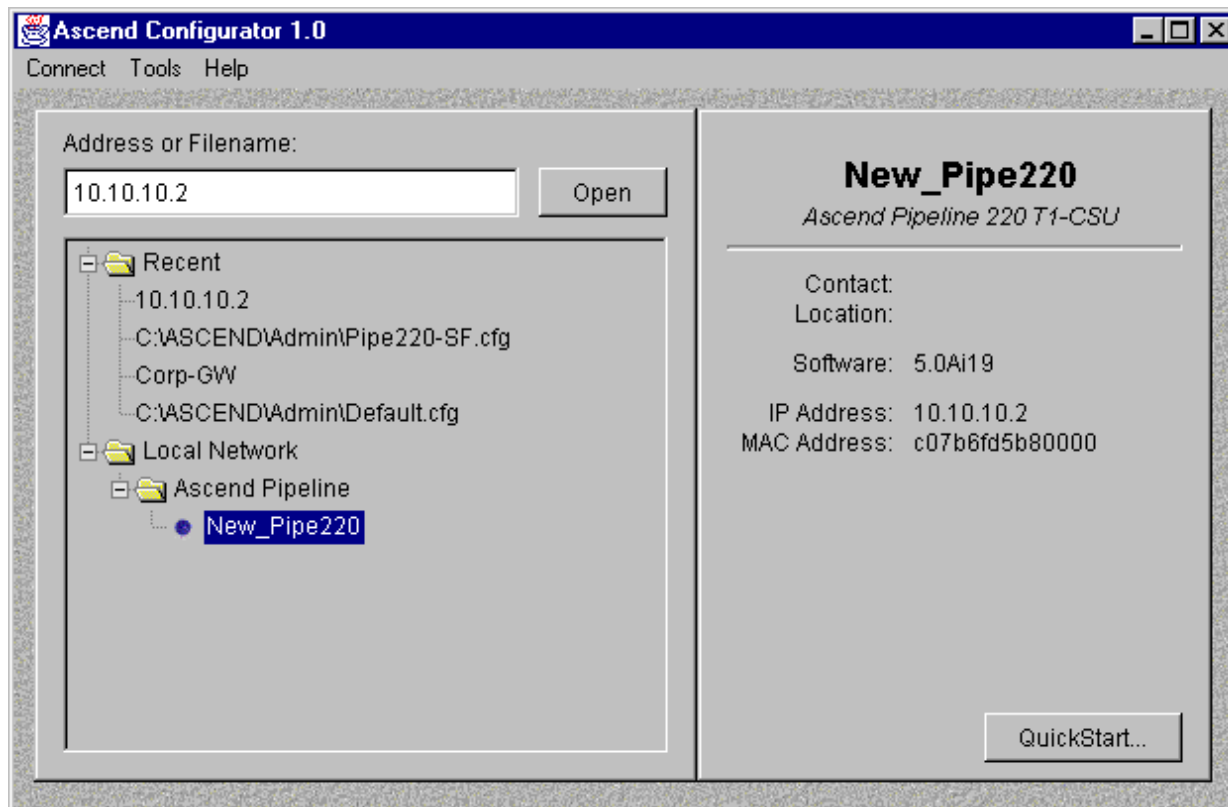 Ascend Configurator 1.0
Connect Tools Help
Address or Filename:
10.10.10.2
Open
Recent
10.10.10.2
C:\ASCEND\Admin\Pipe220-SF.cfg
Corp-GW
C:\ASCEND\Admin\Default.cfg
Local Network
Ascend Pipeline
New_Pipe220
New_Pipe220
Ascend Pipeline 220 T1-CSU
Contact:
Location:
Software: 5.0Ai19
IP Address: 10.10.10.2
MAC Address: c07b6fd5b80000
QuickStart...